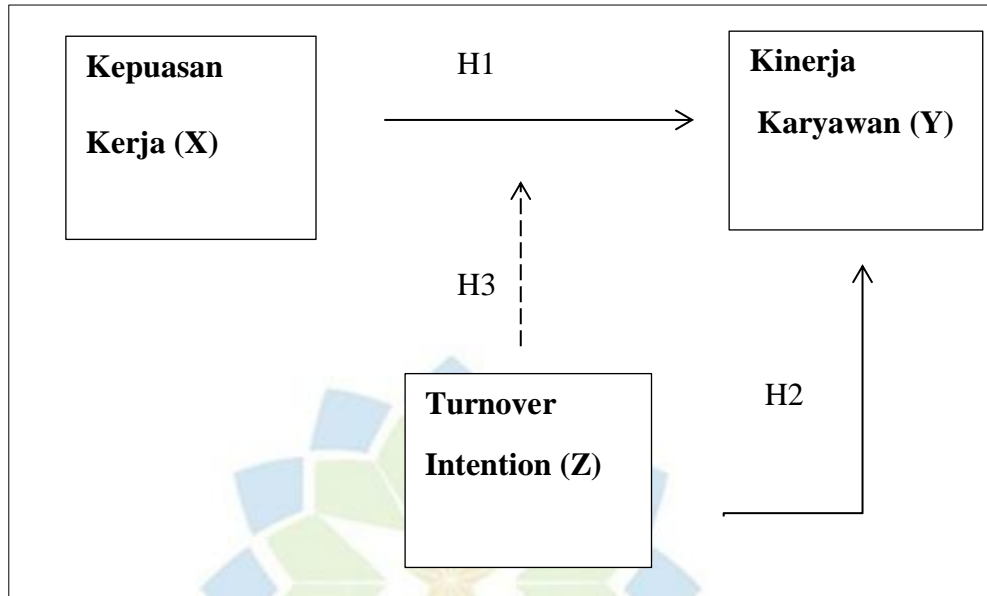 Kepuasan
Kerja (X)
H1
Kinerja
Karyawan (Y)
H3
Turnover
Intention (Z)
H2